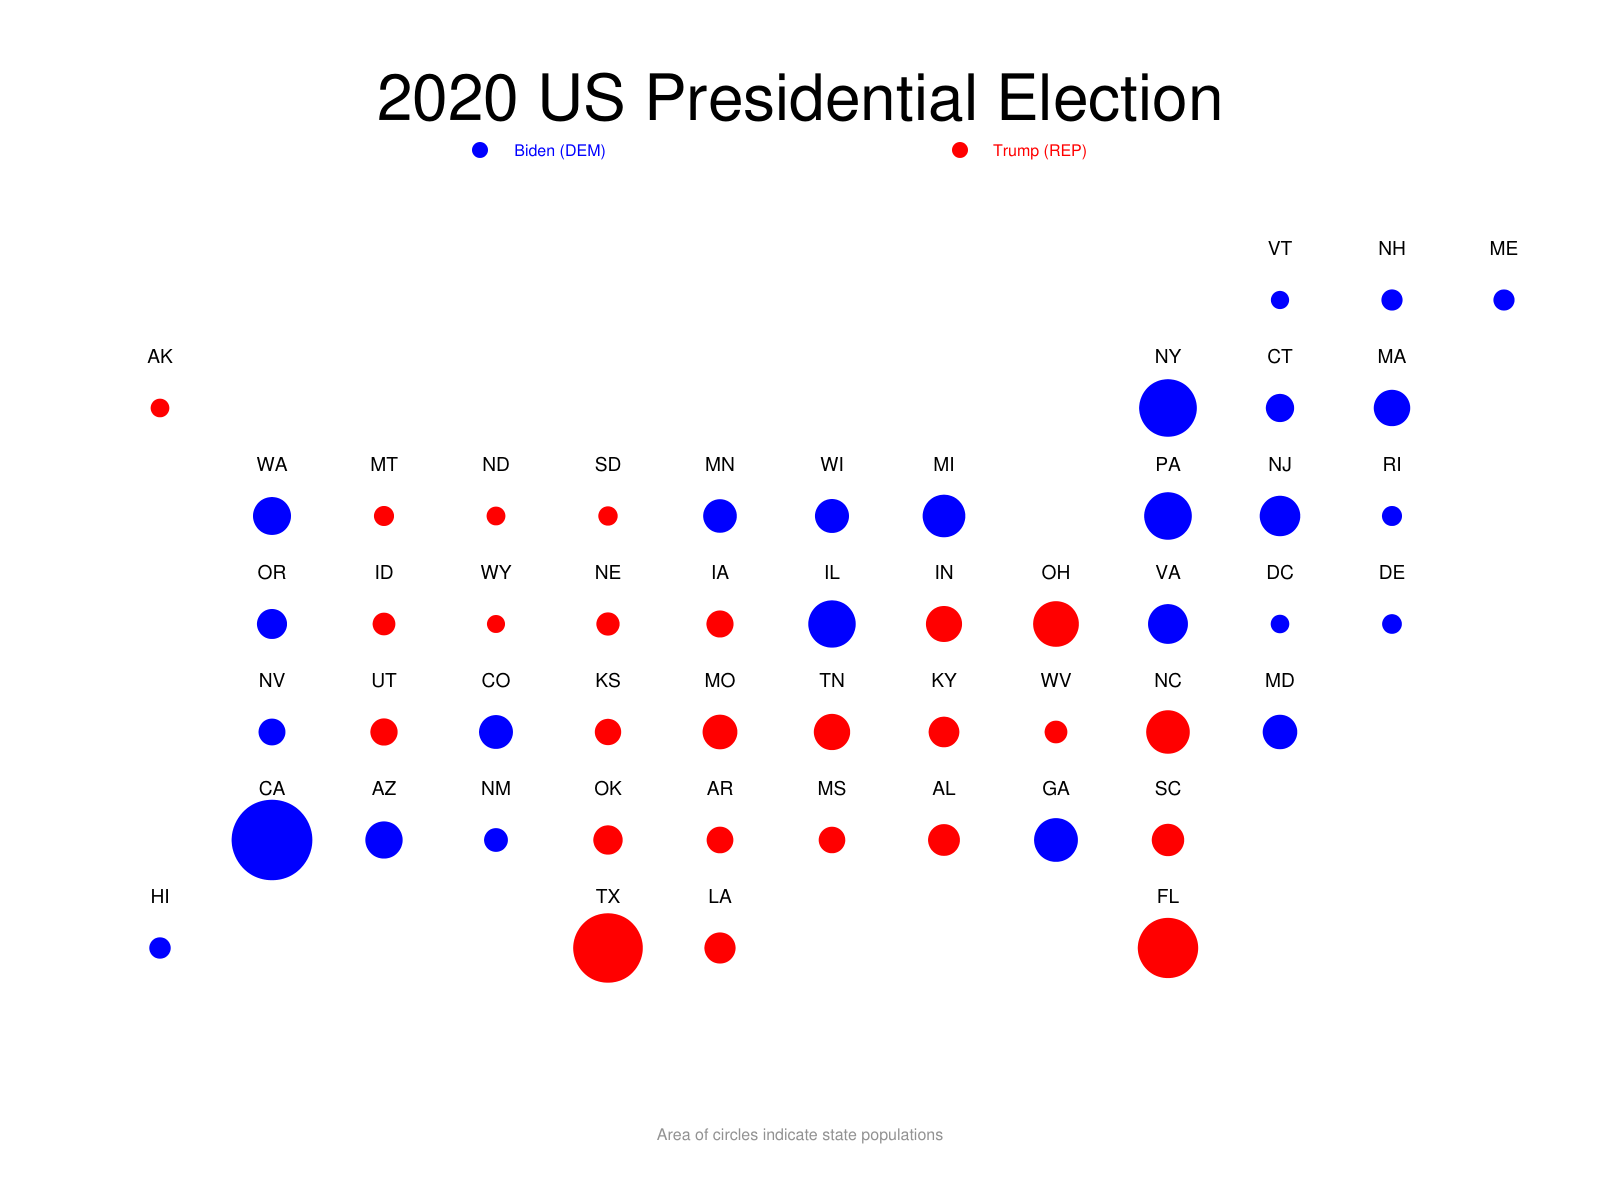 2020 US Presidential Election
Biden (DEM) Trump (REP)
VT NH ME
AK NY CT MA
WA MT ND SD MN WI MI PA NJ RI
OR ID WY NE IA IL IN OH VA DC DE
NV UT CO KS MO TN KY WV NC MD
CA AZ NM OK AR MS AL GA SC
HI TX LA FL
Area of circles indicate state populations